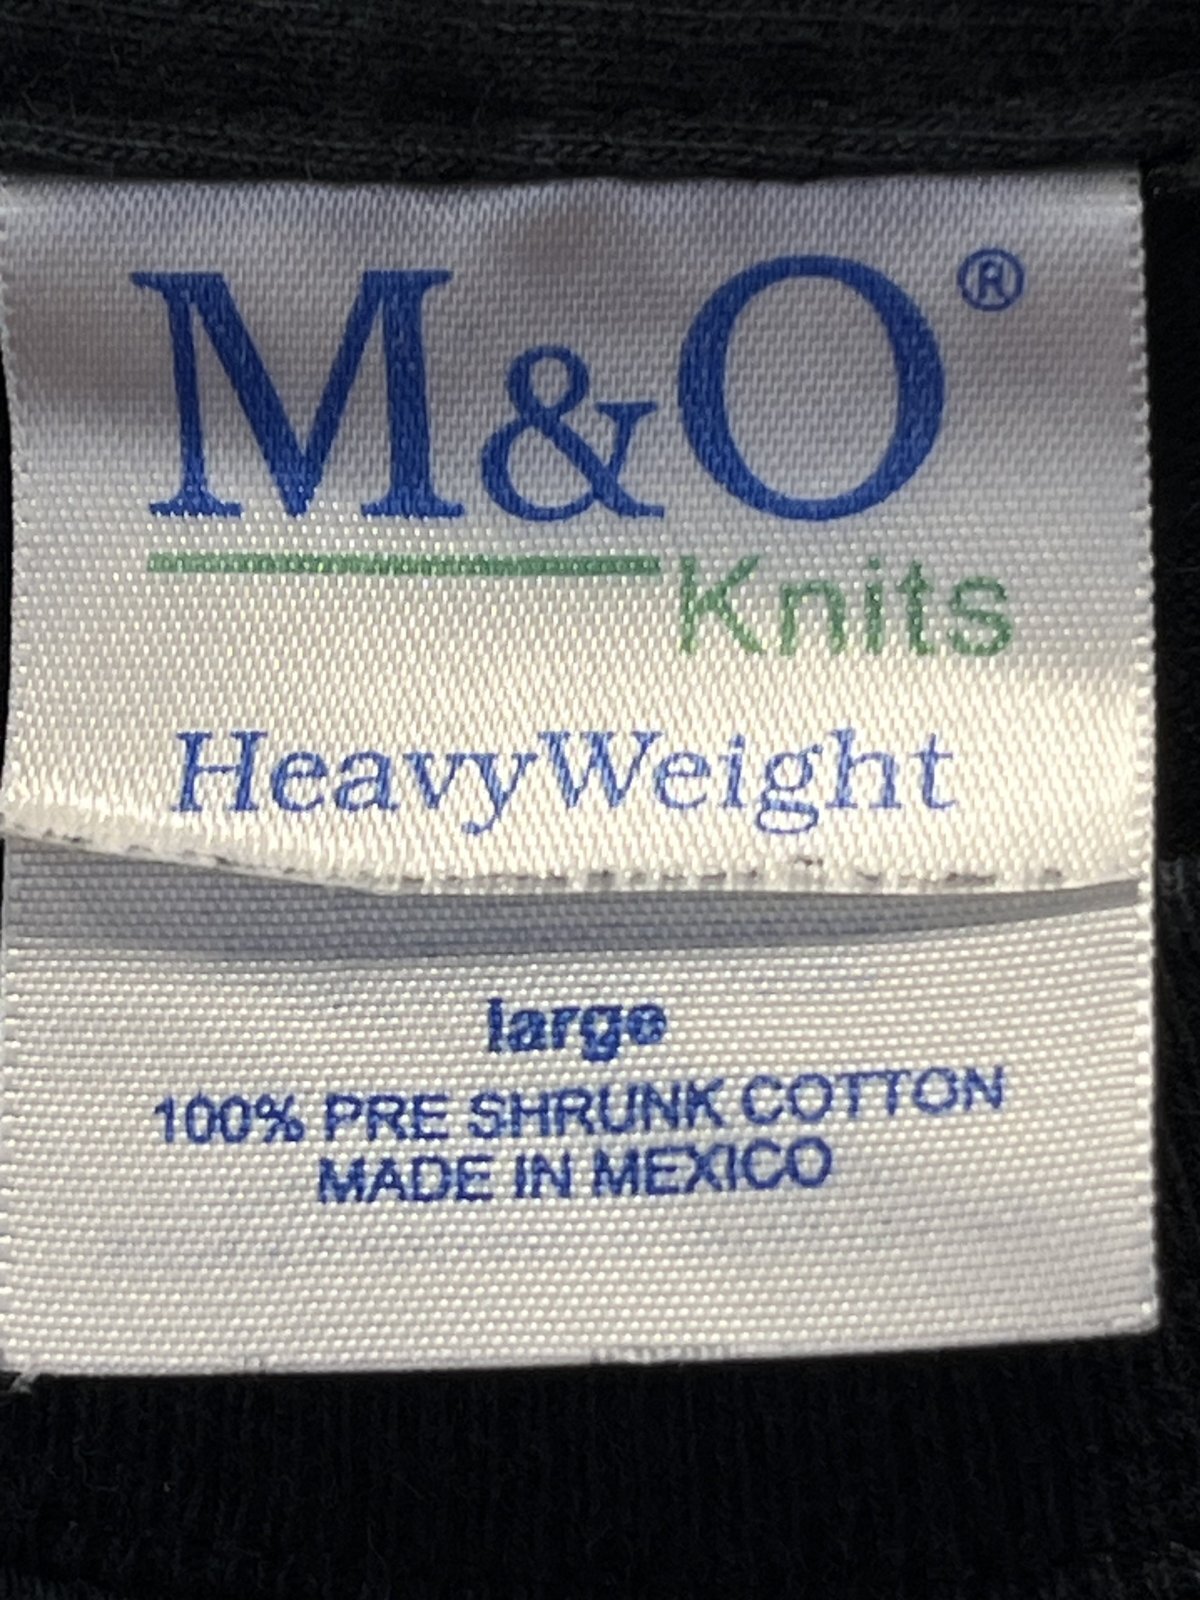 M&O®
Knits
HeavyWeight
large
100% PRE SHRUNK COTTON
MADE IN MEXICO